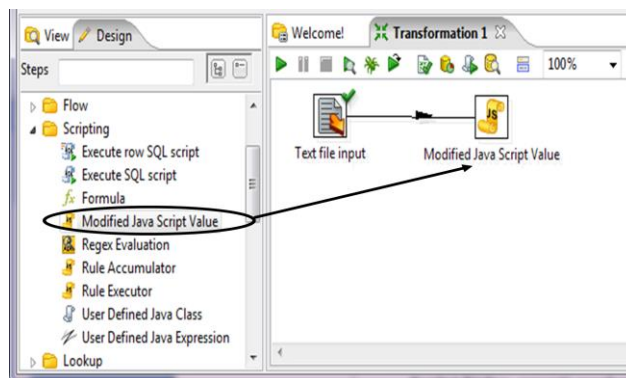 View Design
Steps
Flow
Scripting
Execute row SQL script
Execute SQL script
Formula
Modified Java Script Value
Regex Evaluation
Rule Accumulator
Rule Executor
User Defined Java Class
User Defined Java Expression
Lookup
Welcome! Transformation 1
100%
Text file input
JS
Modified Java Script Value